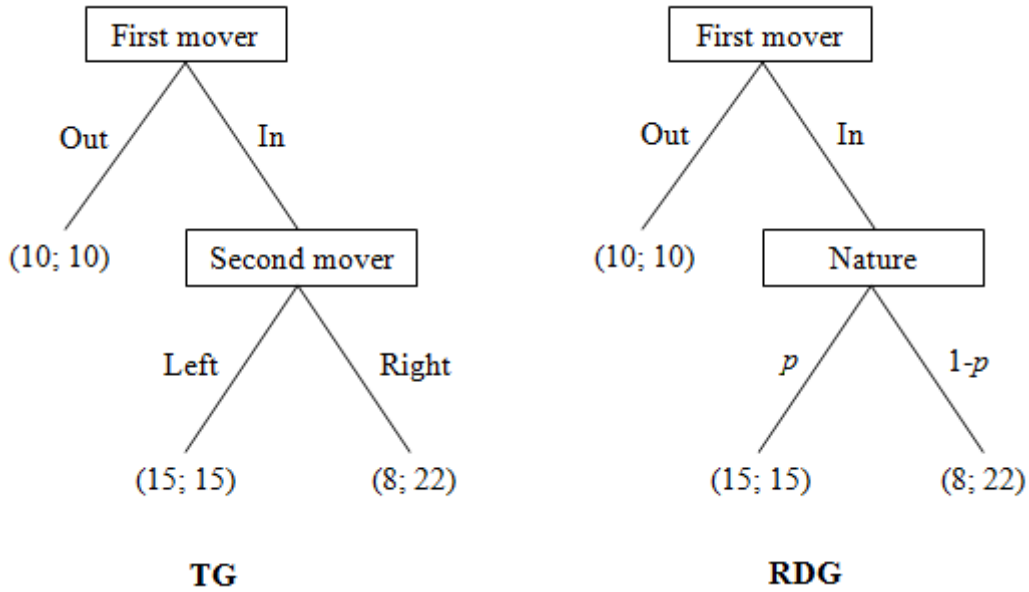 First mover
Out
In
(10; 10)
Second mover
Left
Right
(15; 15)
(8; 22)
TG
First mover
Out
In
(10; 10)
Nature
p
1-p
(15; 15)
(8; 22)
RDG